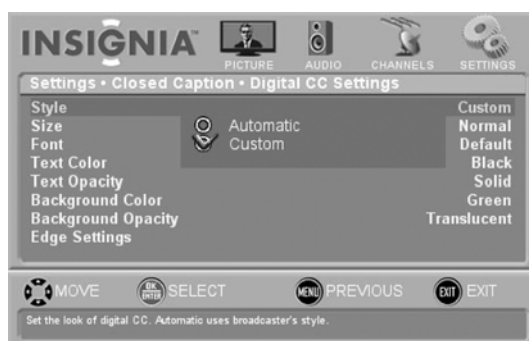 INSIGNIA™
PICTURE AUDIO CHANNELS SETTINGS
Settings • Closed Caption • Digital CC Settings
Style Custom
Automatic
Size Normal
Custom
Font Default
Text Color Black
Text Opacity Solid
Background Color Green
Background Opacity Translucent
Edge Settings
MOVE OK ENTER SELECT MENU PREVIOUS EXIT EXIT
Set the look of digital CC. Automatic uses broadcaster's style.